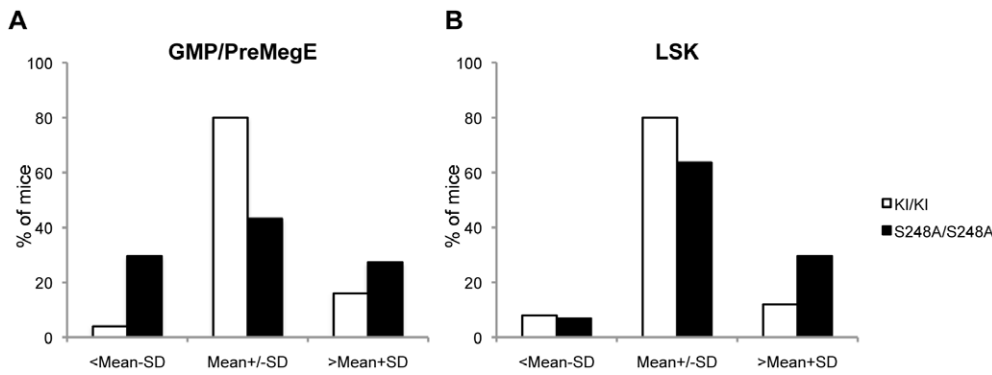 A
GMP/PreMegE
% of mice
100
80
60
40
20
0
<Mean-SD
Mean+/-SD
>Mean+SD
B
LSK
% of mice
100
80
60
40
20
0
<Mean-SD
Mean+/-SD
>Mean+SD
KI/KI
S248A/S248A